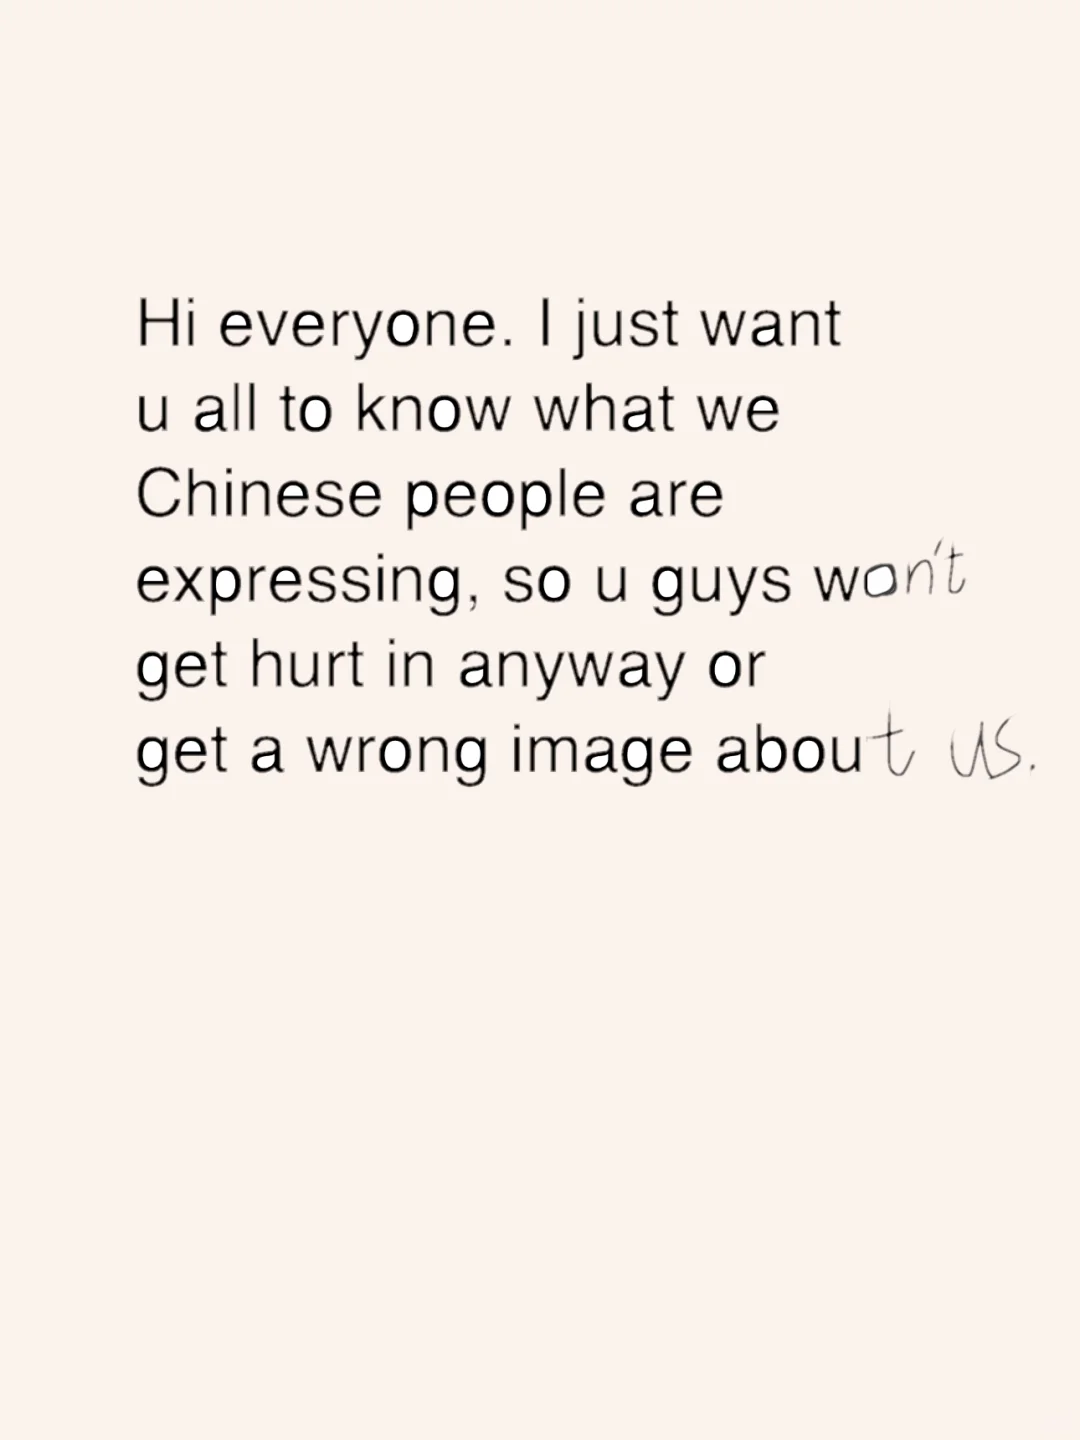 Hi everyone. I just want
u all to know what we
Chinese people are
expressing, so u guys won't
get hurt in anyway or
get a wrong image about us.